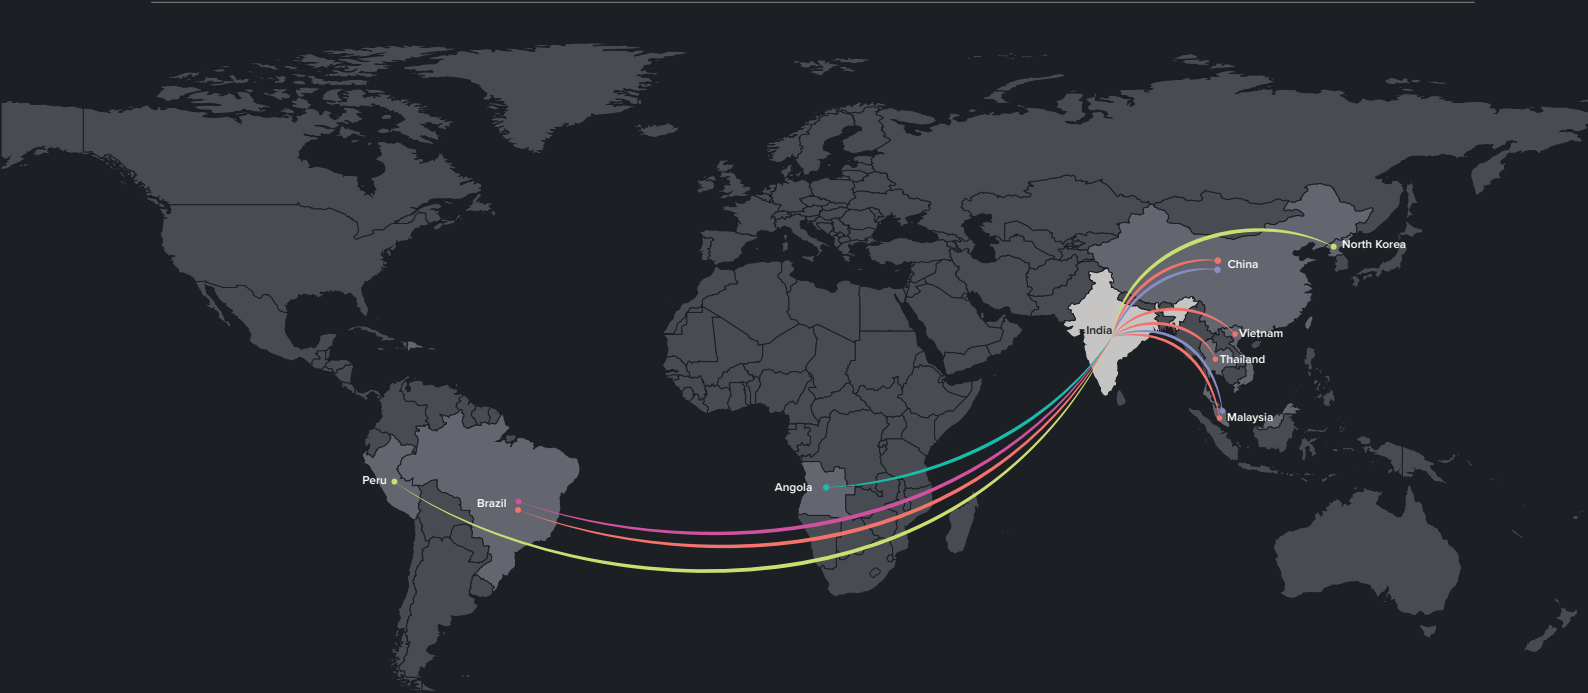 North Korea
China
India
Vietnam
Thailand
Malaysia
Peru
Angola
Brazil